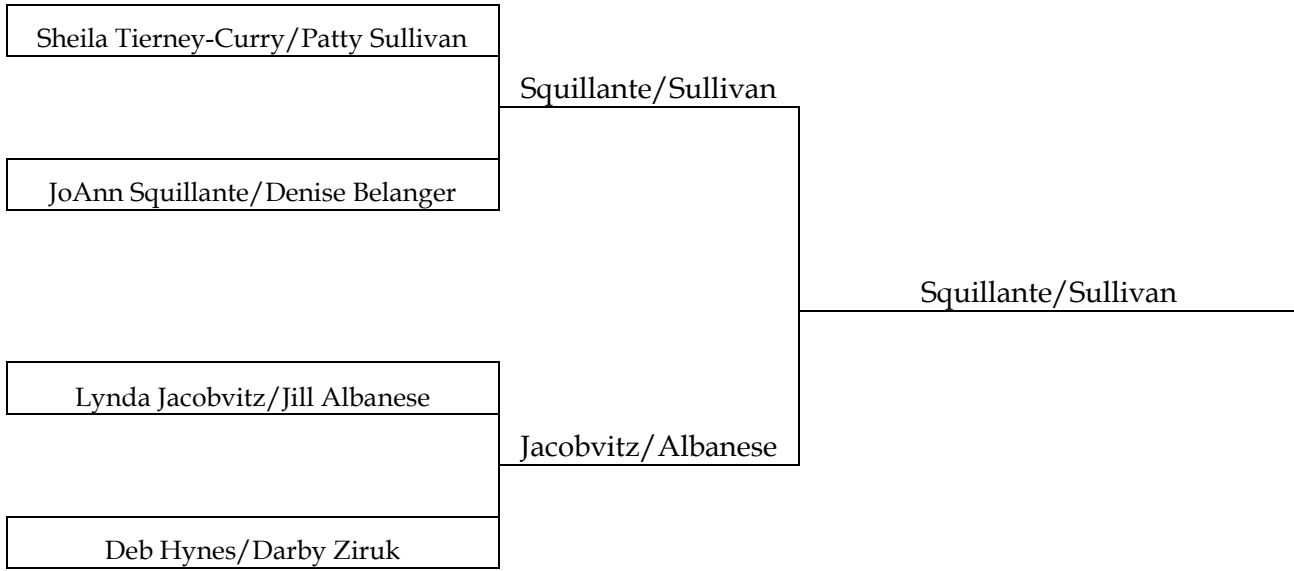 Sheila Tierney-Curry/Patty Sullivan
Squillante/Sullivan
JoAnn Squillante/Denise Belanger
Squillante/Sullivan
Lynda Jacobvitz/Jill Albanese
Jacobvitz/Albanese
Deb Hynes/Darby Ziruk